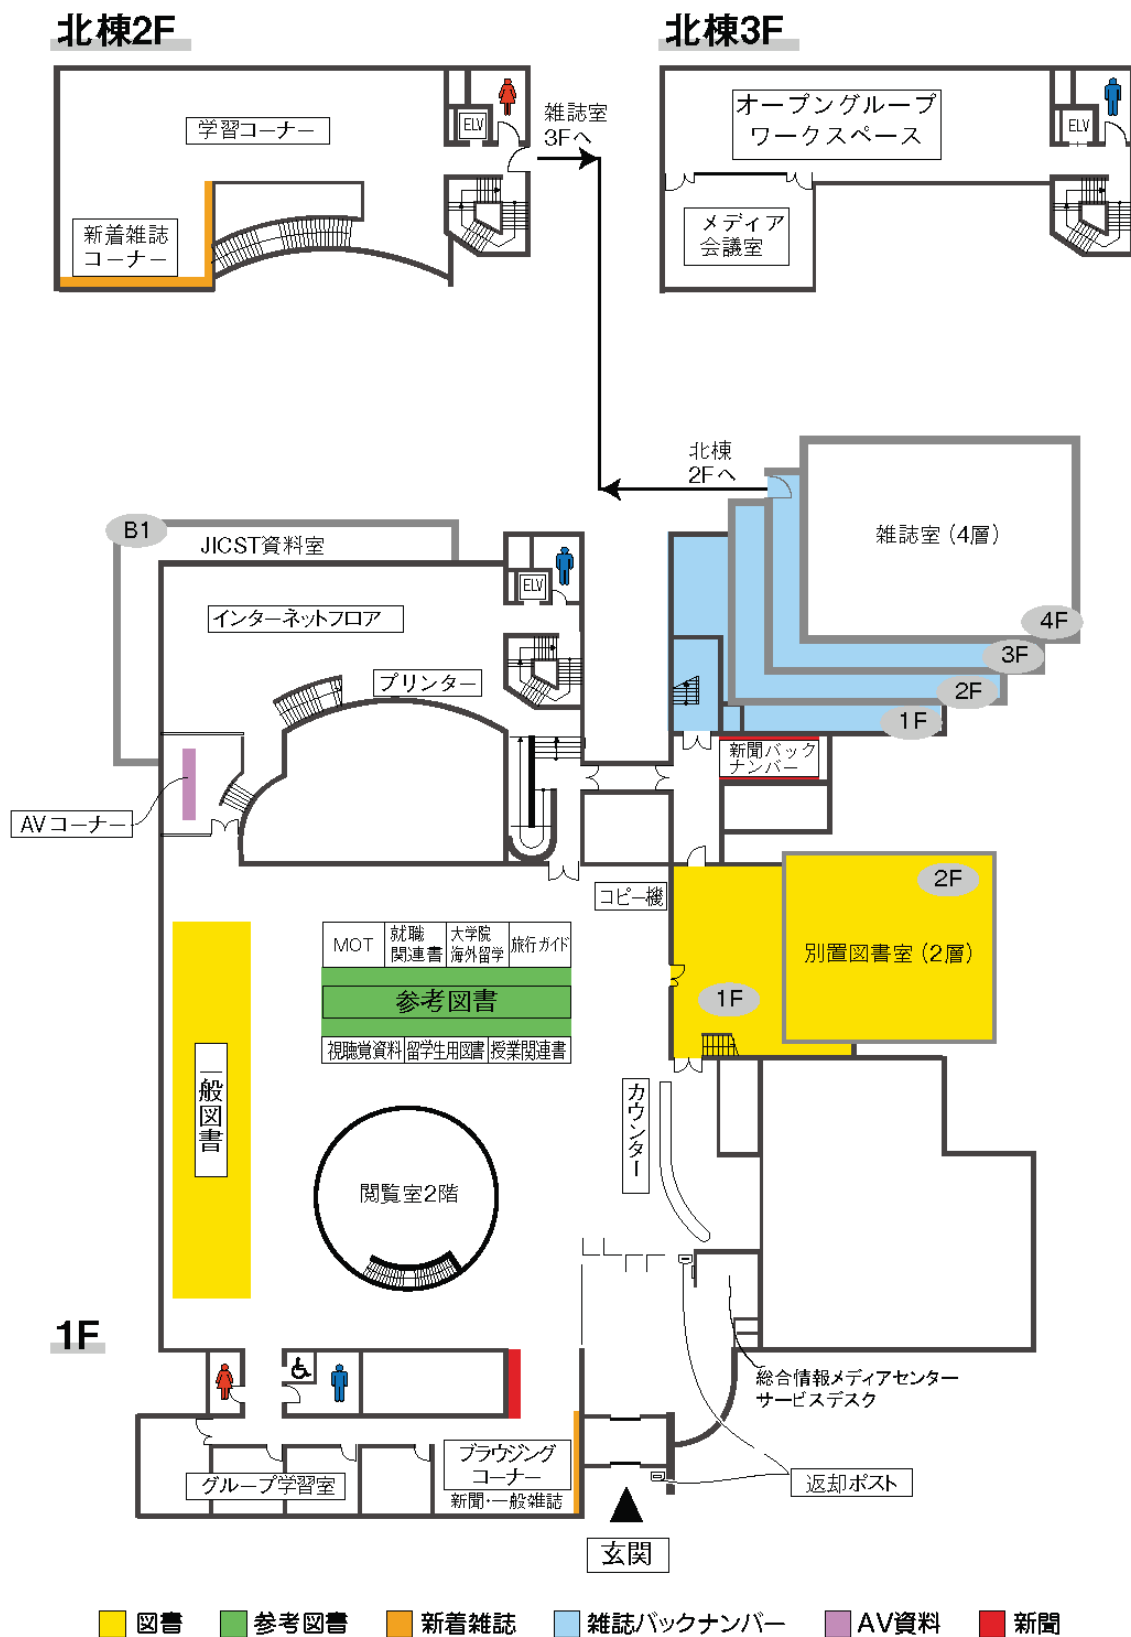 北棟2F
北棟3F
学習コーナー
ELV
雑誌室
3Fへ
新着雑誌
コーナー
オープングループ
ワークスペース
ELV
メディア
会議室
北棟
2Fへ
雑誌室(4層)
4F
3F
2F
1F
B1
JICST資料室
インターネットフロア
ELV
プリンター
新聞バック
ナンバー
AVコーナー
コピー機
2F
別置図書室(2層)
1F
MOT
就職
関連書
大学院
海外留学
旅行ガイド
参考図書
視聴覚資料
留学生用図書
授業関連書
一般図書
カウンター
閲覧室2階
1F
総合情報メディアセンター
サービスデスク
グループ学習室
ブラウジング
コーナー
新聞・一般雑誌
返却ポスト
玄関
図書
参考図書
新着雑誌
雑誌バックナンバー
AV資料
新聞